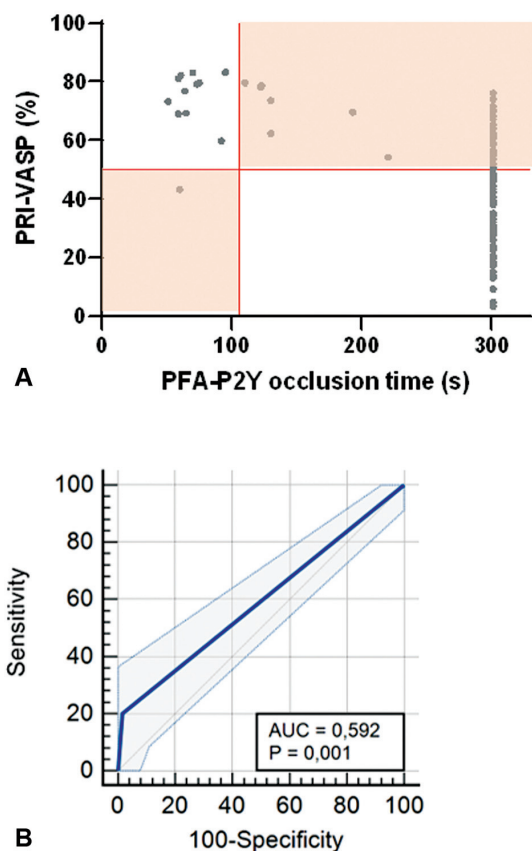 100
80
60
40
20
0
PRI-VASP (%)
0 100 200 300
PFA-P2Y occlusion time (s)
A
100
80
60
40
20
0
Sensitivity
AUC = 0,592
P = 0,001
0 20 40 60 80 100
100-Specificity
B